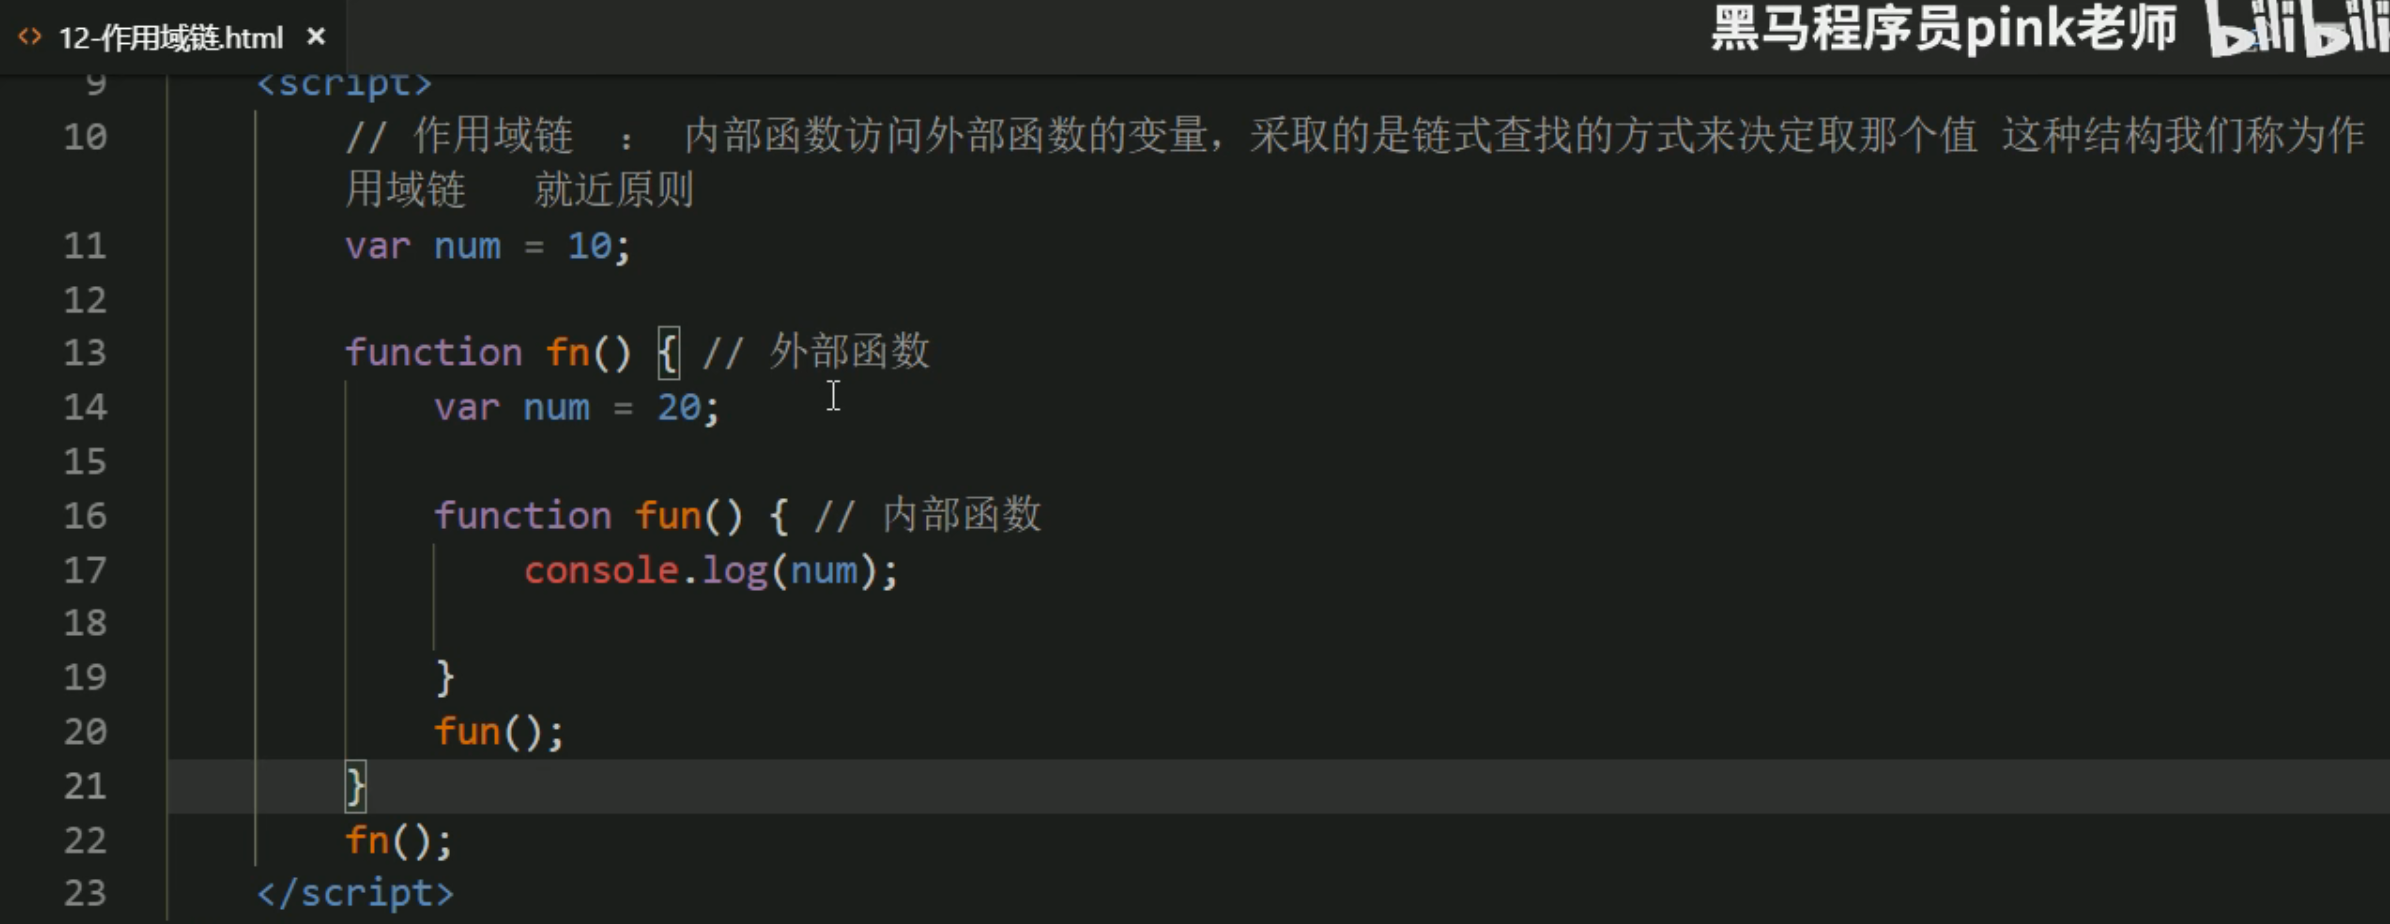 12-作用域链.html ×
黑马程序员pink老师 bilibili
9 <script>
10 // 作用域链 ： 内部函数访问外部函数的变量，采取的是链式查找的方式来决定取那个值 这种结构我们称为作
用域链 就近原则
11 var num = 10;
12
13 function fn() { // 外部函数
14 var num = 20;
15
16 function fun() { // 内部函数
17 console.log(num);
18
19 }
20 fun();
21 }
22 fn();
23 </script>